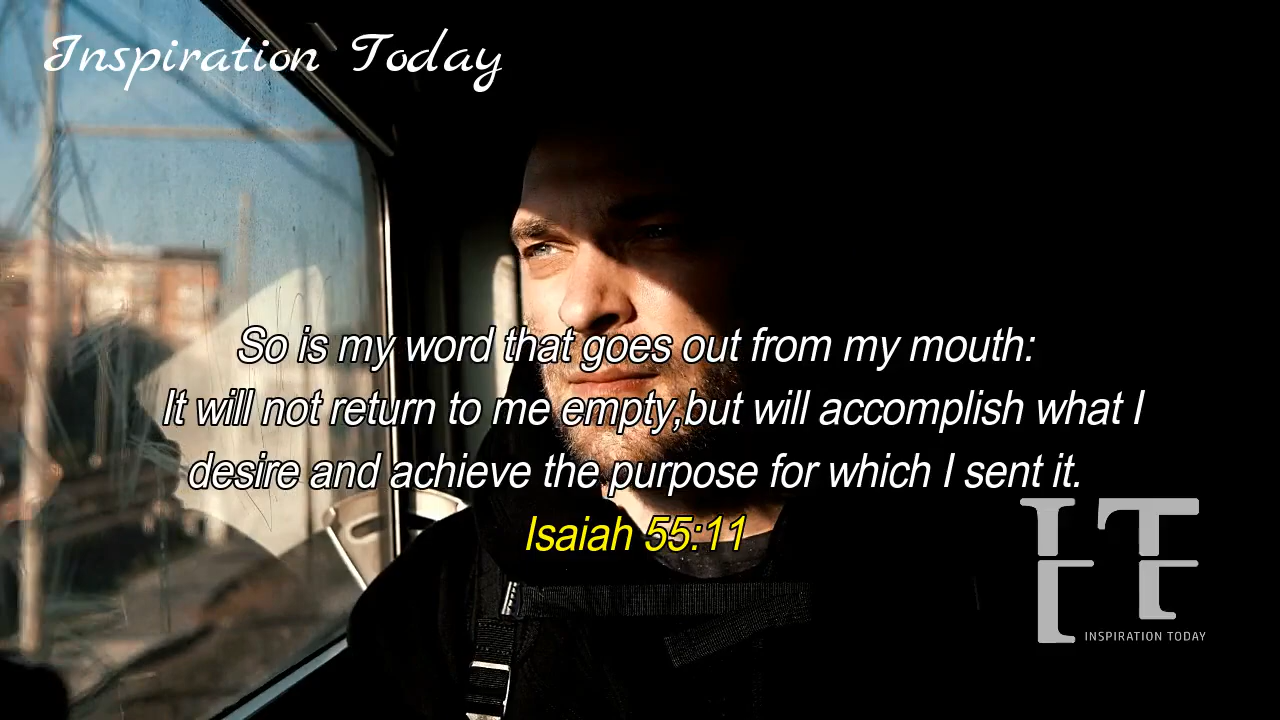 Inspiration Today
So is my word that goes out from my mouth:
It will not return to me empty,but will accomplish what I
desire and achieve the purpose for which I sent it.
Isaiah 55:11
IT
INSPIRATION TODAY